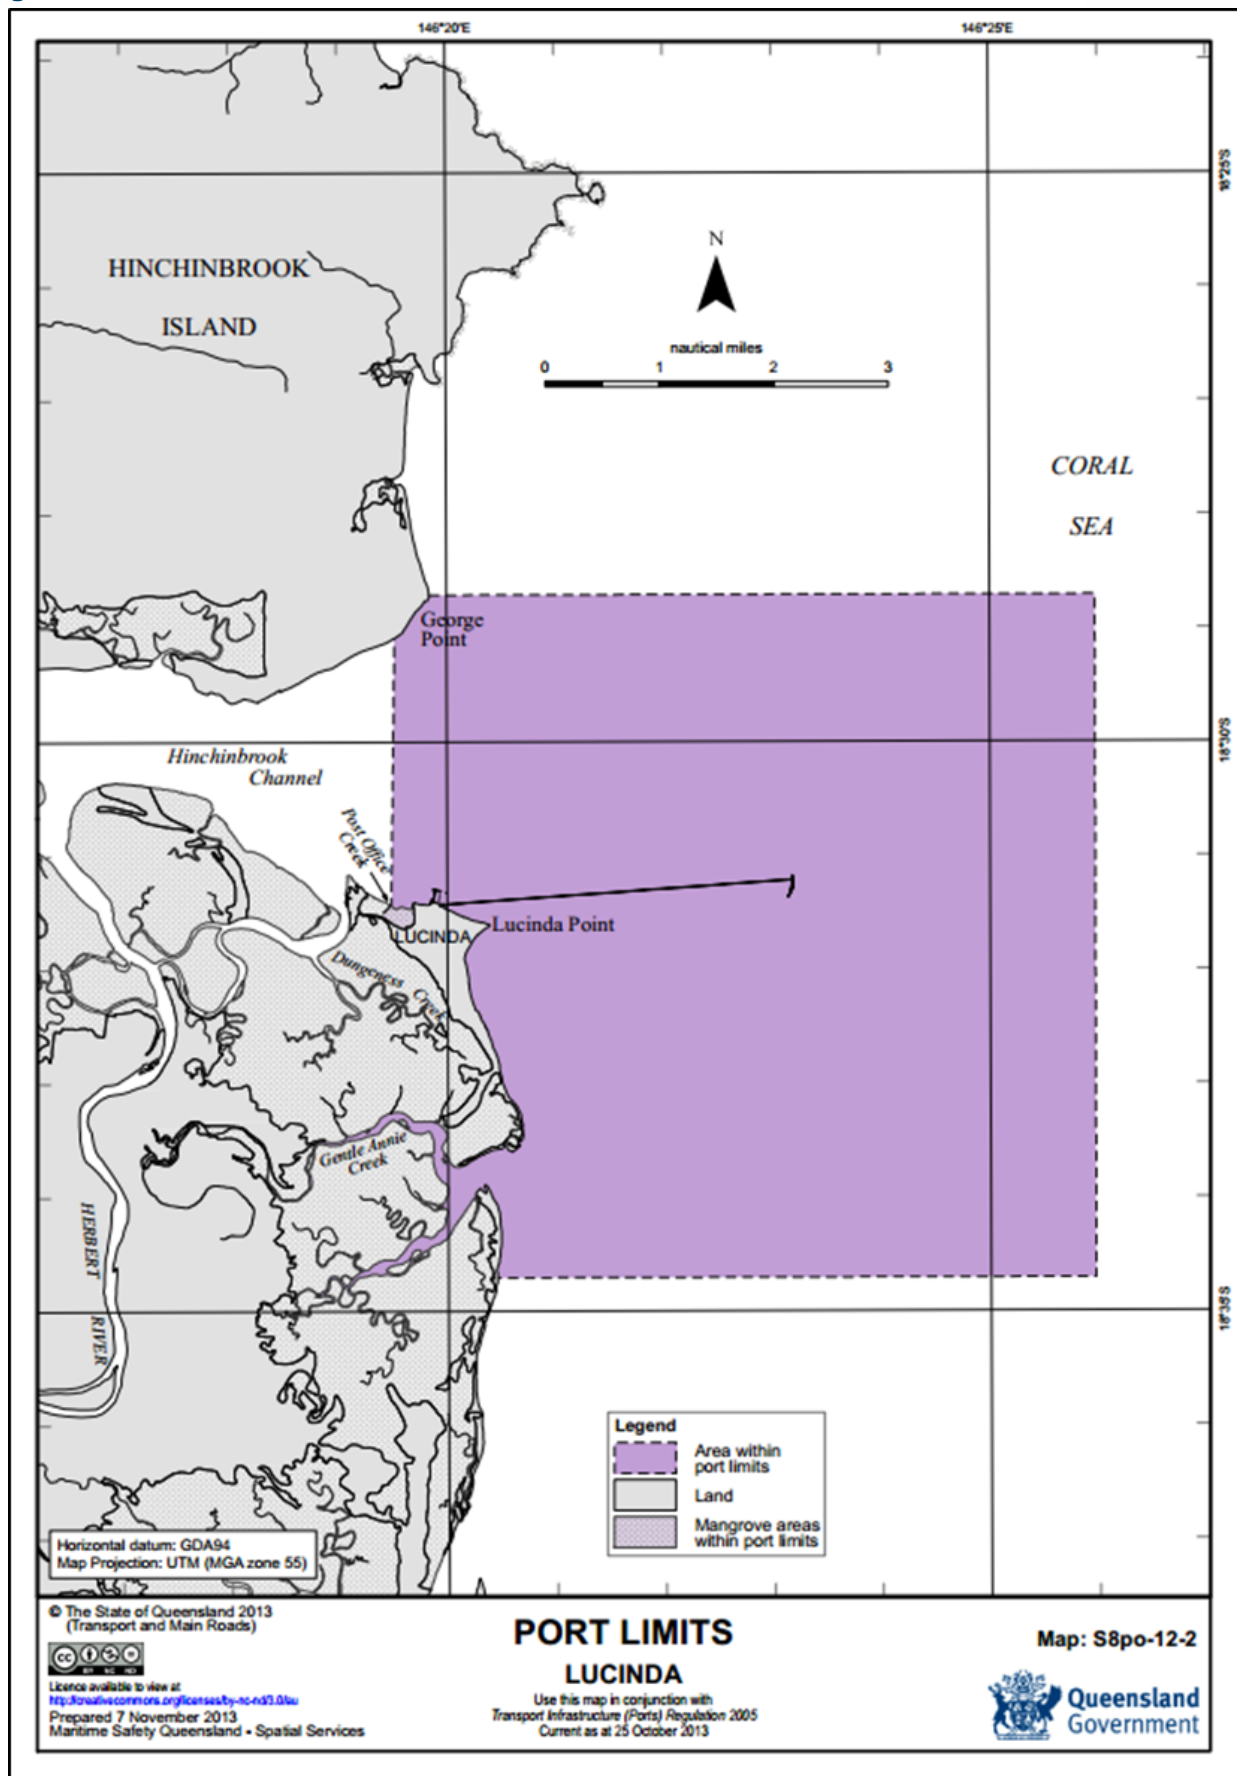 146°20'E
146°25'E
18°25'S
HINCHINBROOK
ISLAND
N
nautical miles
0 1 2 3
CORAL
SEA
George
Point
18°30'S
Hinchinbrook
Channel
Post Office
Creek
Lucinda Point
LUCINDA
Dungeness Creek
Gentle Annie
Creek
HERBERT
RIVER
18°35'S
Legend
Area within
port limits
Land
Mangrove areas
within port limits
Horizontal datum: GDA94
Map Projection: UTM (MGA zone 55)
© The State of Queensland 2013
(Transport and Main Roads)
cc
BY NC ND
Licence available to view at
http://creativecommons.org/licenses/by-nc-nd/3.0/au
Prepared 7 November 2013
Maritime Safety Queensland - Spatial Services
PORT LIMITS
LUCINDA
Use this map in conjunction with
Transport Infrastructure (Ports) Regulation 2005
Current as at 25 October 2013
Map: S8po-12-2
Queensland
Government